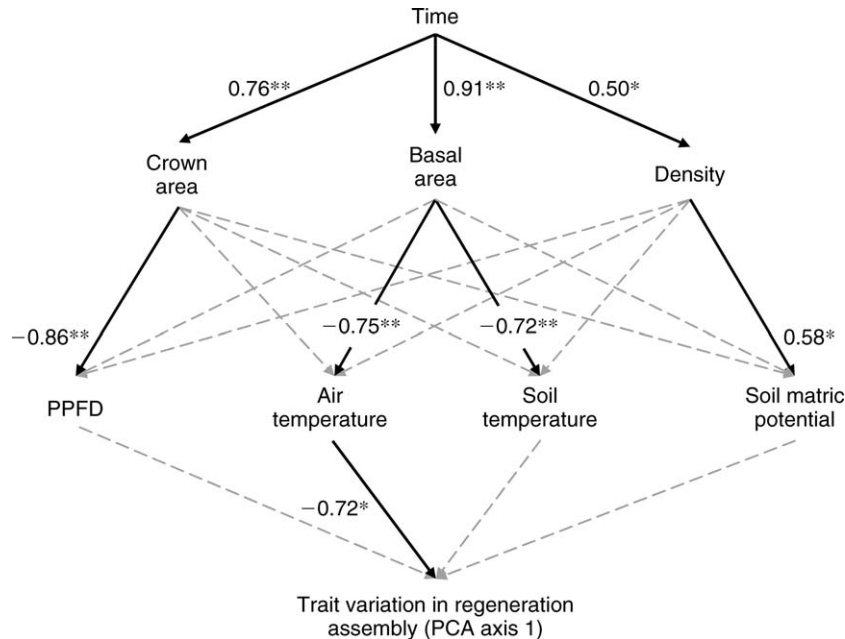 Time
0.76**
0.91**
0.50*
Crown
area
Basal
area
Density
−0.86**
−0.75**
−0.72**
0.58*
PPFD
Air
temperature
Soil
temperature
Soil matric
potential
−0.72*
Trait variation in regeneration
assembly (PCA axis 1)